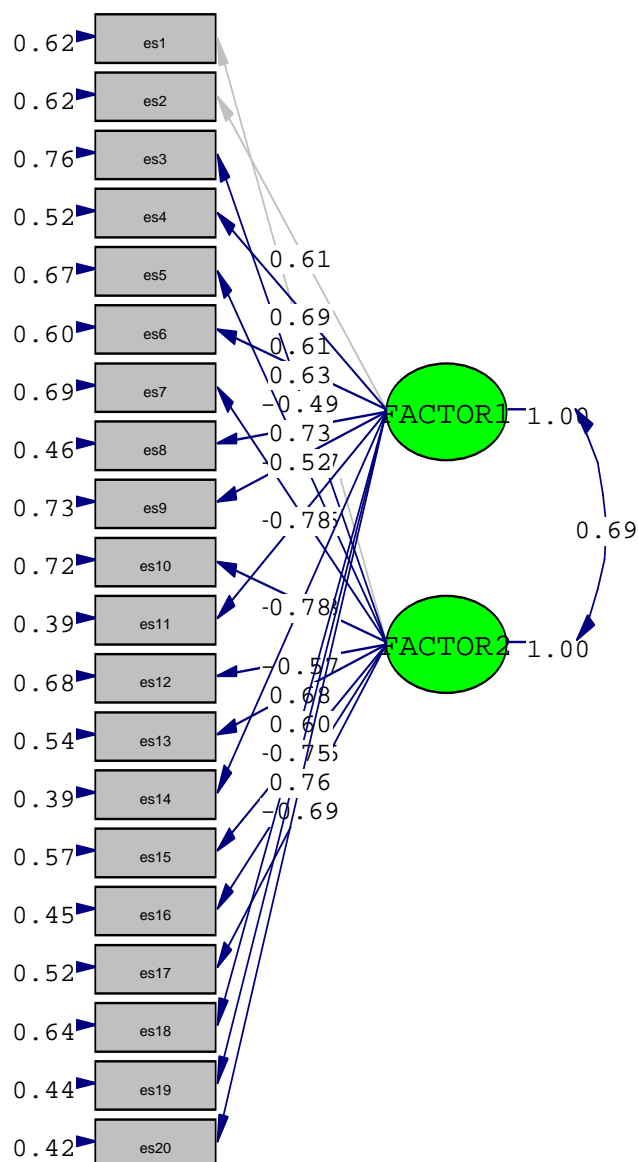 0.62 es1
0.62 es2
0.76 es3
0.52 es4
0.67 es5
0.61
0.60 es6
0.69
0.61
0.69 es7
0.63
-0.49
FACTOR1
1.00
0.46 es8
0.73
-0.52
0.73 es9
-0.78
0.69
0.72 es10
-0.78
0.39 es11
FACTOR2
1.00
0.68 es12
-0.57
0.68
0.54 es13
0.60
-0.75
0.39 es14
0.76
-0.69
0.57 es15
0.45 es16
0.52 es17
0.64 es18
0.44 es19
0.42 es20